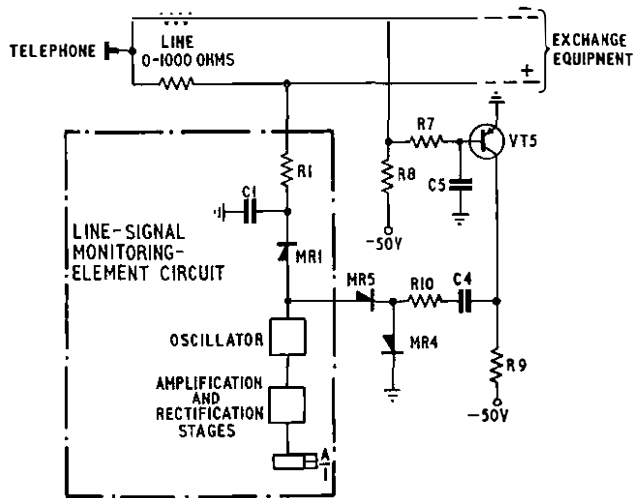 TELEPHONE
LINE
0-1000 OHMS
−
+
EXCHANGE
EQUIPMENT
R1
C1
R7
VT5
R8
C5
-50V
LINE-SIGNAL
MONITORING-
ELEMENT CIRCUIT
MR1
MR5
R10
C4
OSCILLATOR
MR4
R9
AMPLIFICATION
AND
RECTIFICATION
STAGES
-50V
A
1